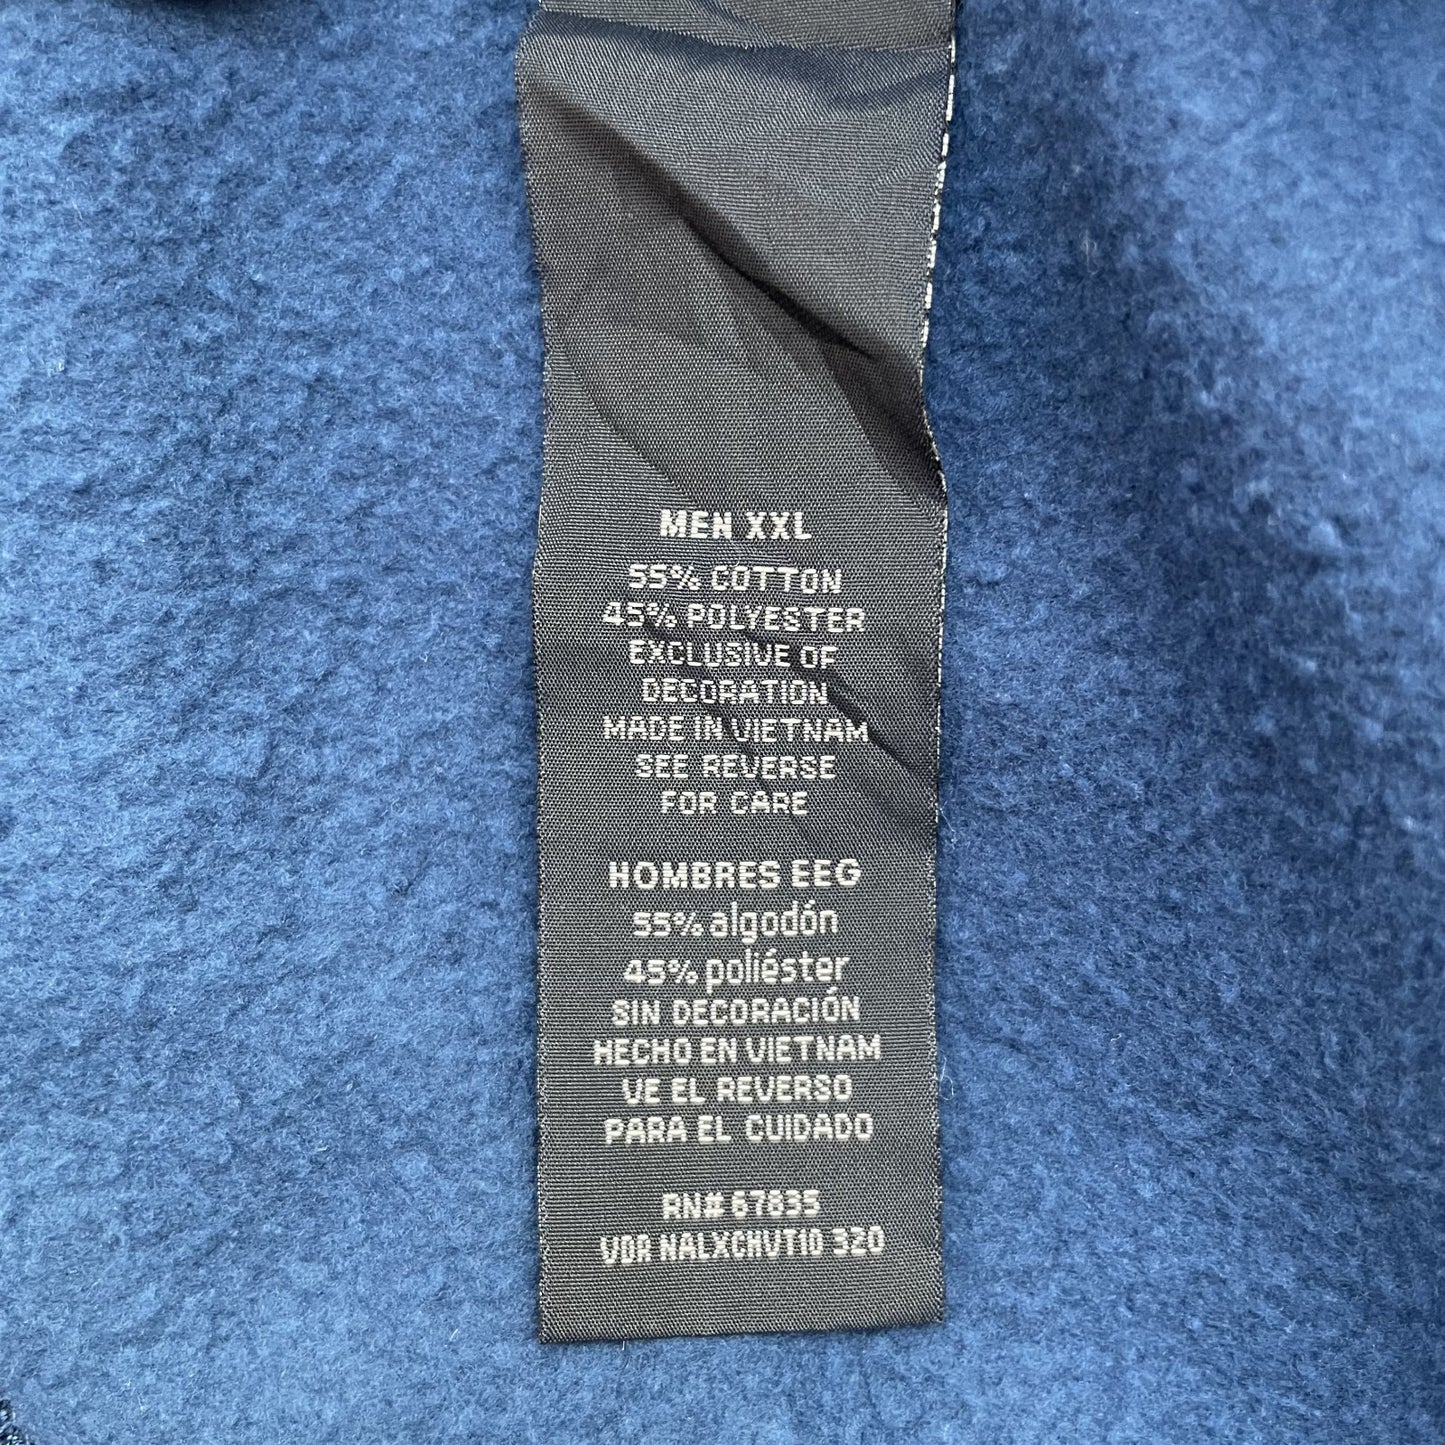 MEN XXL
55% COTTON
45% POLYESTER
EXCLUSIVE OF
DECORATION
MADE IN VIETNAM
SEE REVERSE
FOR CARE
HOMBRES EEG
55% algodón
45% poliéster
SIN DECORACIÓN
HECHO EN VIETNAM
VE EL REVERSO
PARA EL CUIDADO
RN# 67835
VDR NALXCHVT10 320